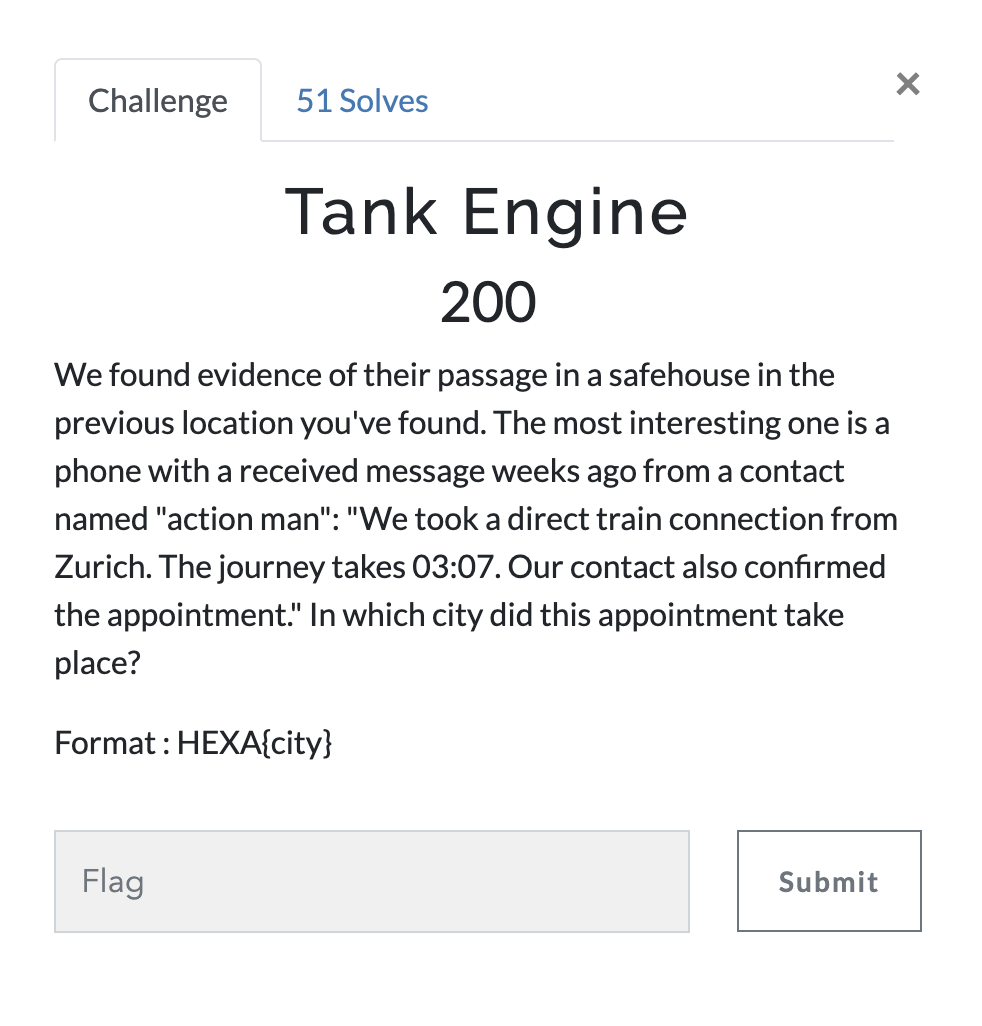 Challenge
51 Solves
×
Tank Engine
200
We found evidence of their passage in a safehouse in the
previous location you've found. The most interesting one is a
phone with a received message weeks ago from a contact
named "action man": "We took a direct train connection from
Zurich. The journey takes 03:07. Our contact also confirmed
the appointment." In which city did this appointment take
place?
Format : HEXA{city}
Flag
Submit